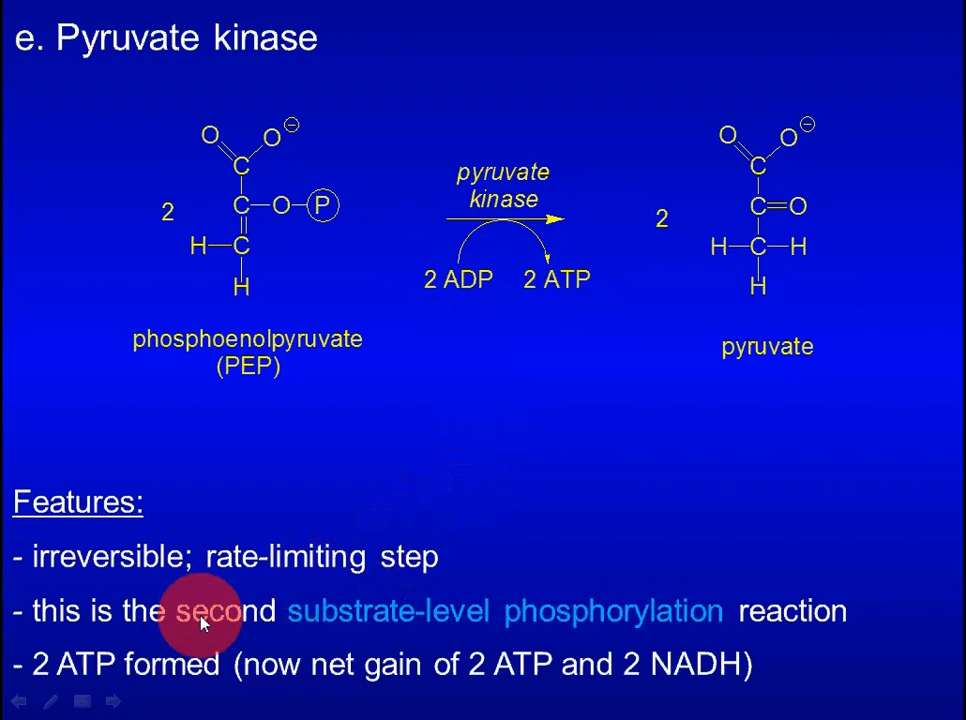 e. Pyruvate kinase
O O ⊖
C
2 C O P
H C
H
phosphoenolpyruvate
(PEP)
pyruvate
kinase
2 ADP 2 ATP
O O ⊖
C
2 C O
H C H
H
pyruvate
Features:
- irreversible; rate-limiting step
- this is the second substrate-level phosphorylation reaction
- 2 ATP formed (now net gain of 2 ATP and 2 NADH)